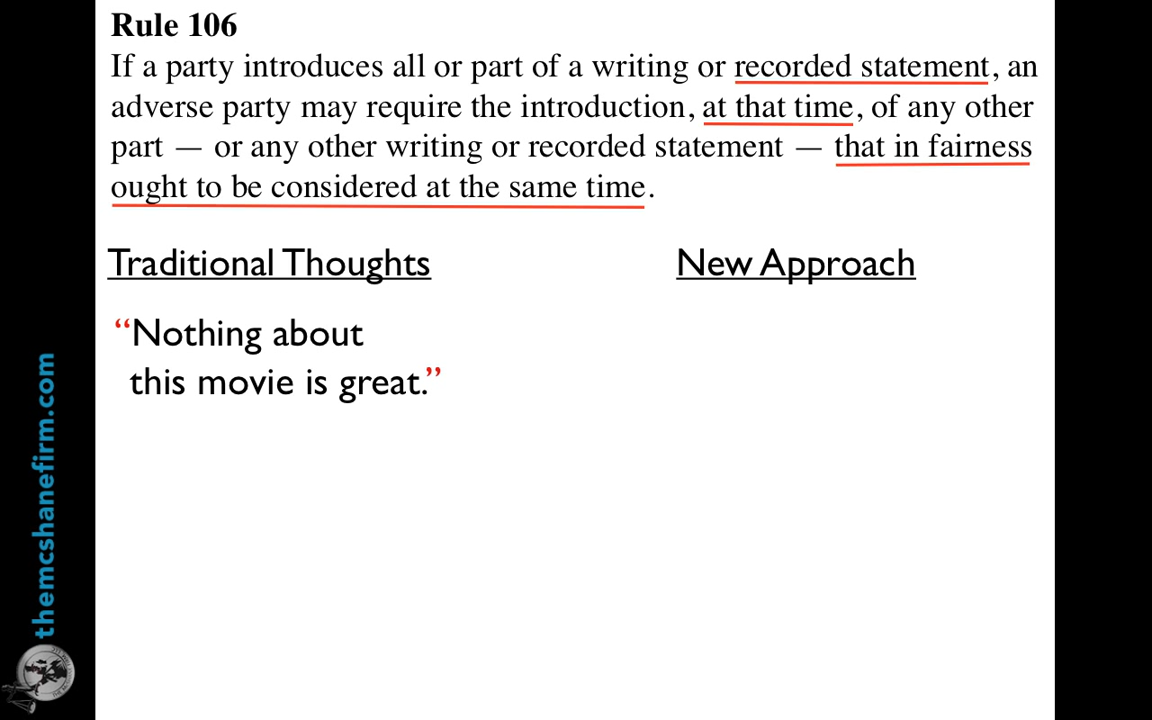 Rule 106
If a party introduces all or part of a writing or recorded statement, an
adverse party may require the introduction, at that time, of any other
part — or any other writing or recorded statement — that in fairness
ought to be considered at the same time.
Traditional Thoughts
New Approach
“Nothing about
this movie is great.”
themcshanefirm.com